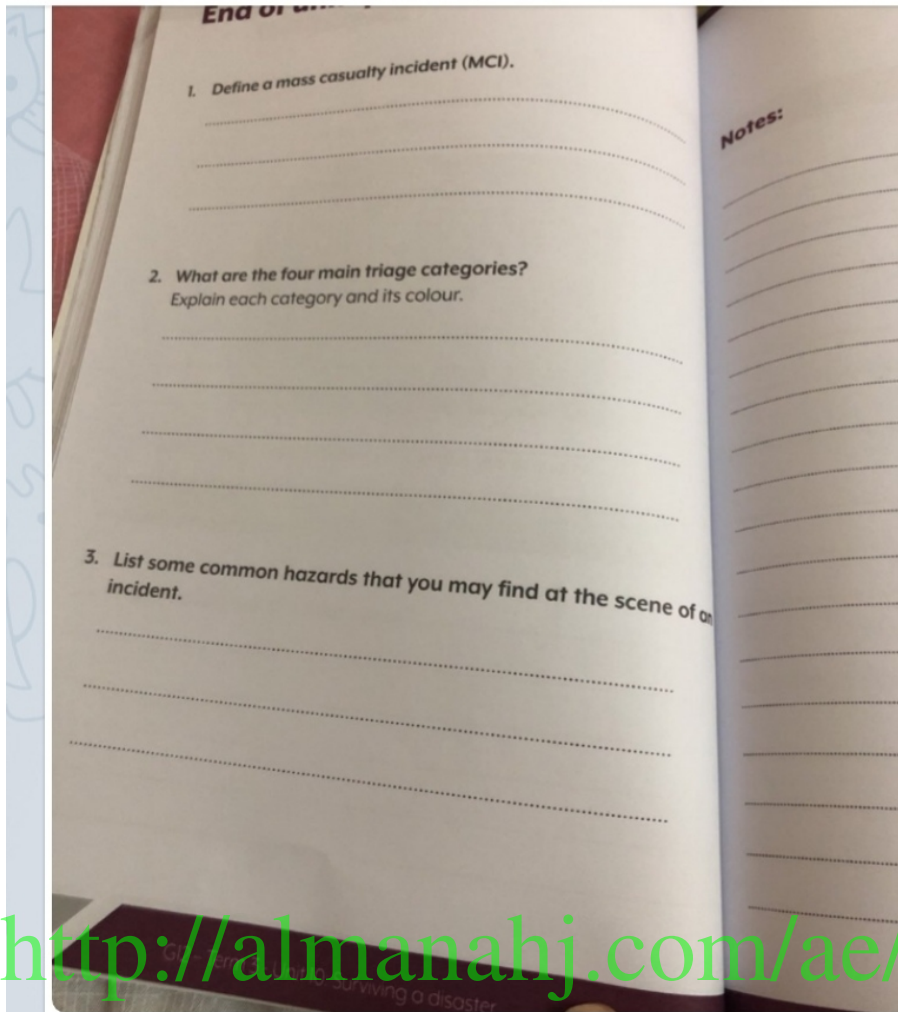 End of
1. Define a mass casualty incident (MCI).
2. What are the four main triage categories?
Explain each category and its colour.
3. List some common hazards that you may find at the scene of an
incident.
Notes:
Surviving a disaster
http://almanahj.com/ae/